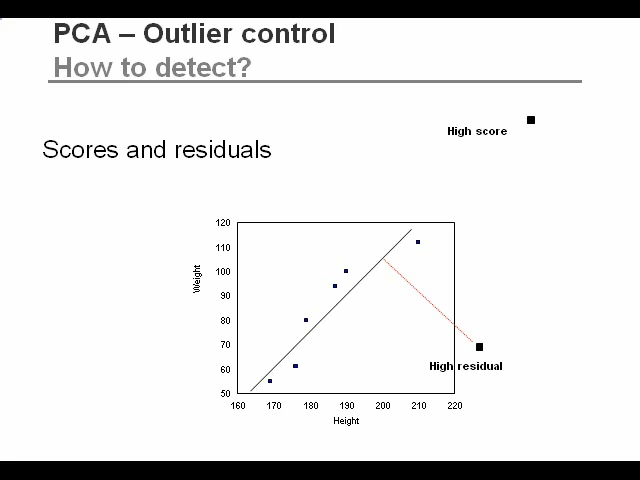 PCA – Outlier control
How to detect?
High score
Scores and residuals
120
110
100
90
80
70
60
50
Weight
High residual
160 170 180 190 200 210 220
Height